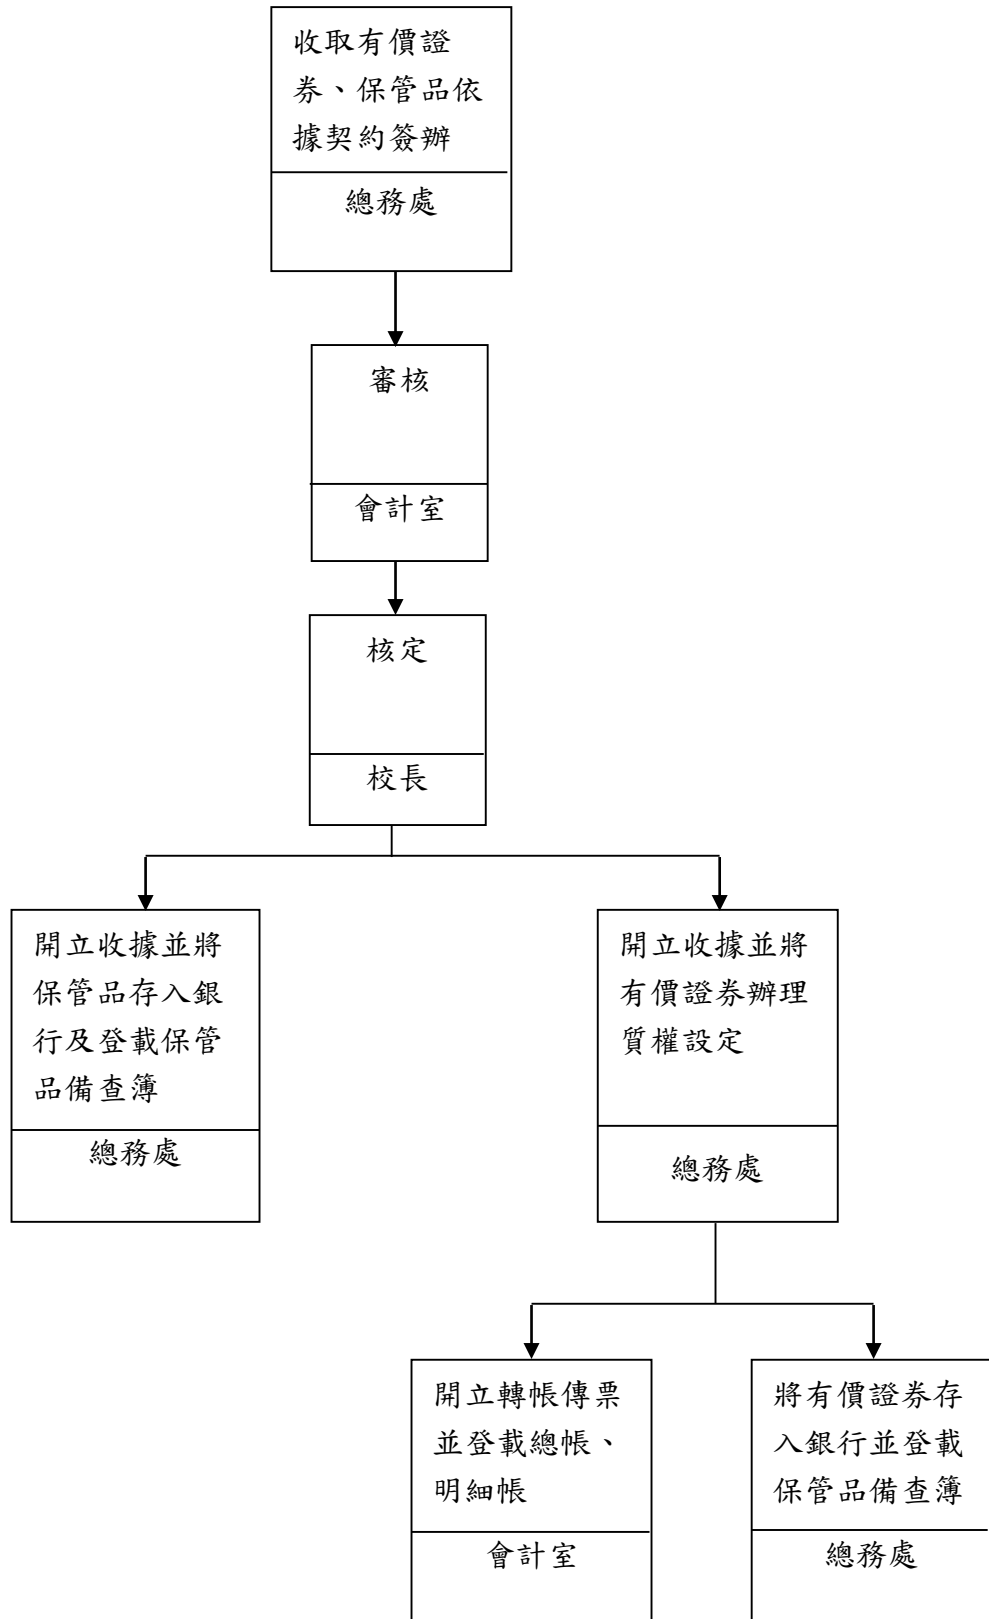 收取有價證
券、保管品依
據契約簽辦
總務處
審核
會計室
核定
校長
開立收據並將
保管品存入銀
行及登載保管
品備查簿
總務處
開立收據並將
有價證券辦理
質權設定
總務處
開立轉帳傳票
並登載總帳、
明細帳
會計室
將有價證券存
入銀行並登載
保管品備查簿
總務處